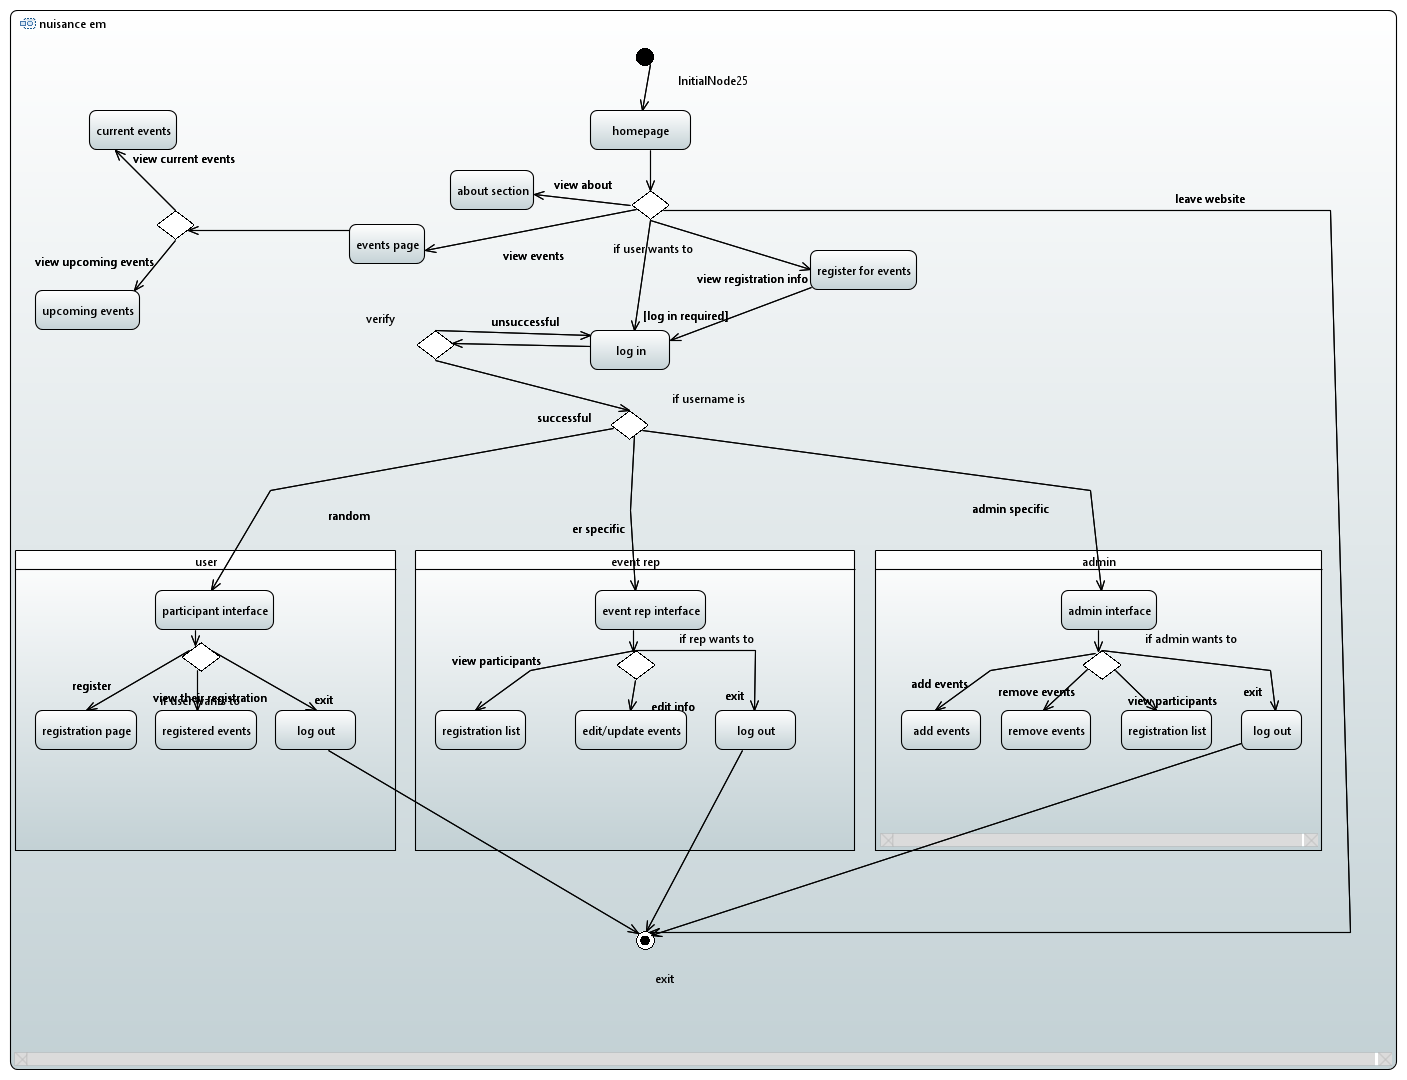 nuisance em
InitialNode25
homepage
current events
view current events
about section
view about
leave website
events page
view events
if user wants to
view registration info
register for events
view upcoming events
upcoming events
verify
unsuccessful
[log in required]
log in
if username is
successful
random
er specific
admin specific
user
event rep
admin
participant interface
event rep interface
admin interface
if rep wants to
if admin wants to
register
view their registration
if user wants to
exit
view participants
exit
edit info
add events
remove events
view participants
exit
registration page
registered events
log out
registration list
edit/update events
log out
add events
remove events
registration list
log out
exit